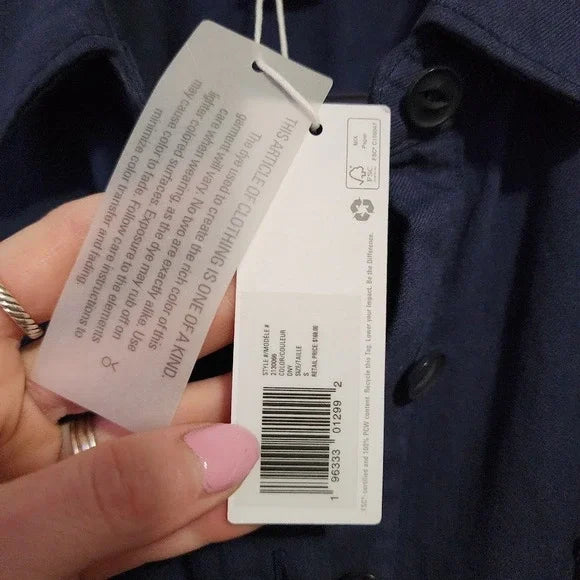 THIS ARTICLE OF CLOTHING IS ONE OF A KIND.
The dye used to create the rich color of this
garment will vary. No two are exactly alike. Use
care when wearing, as the dye may rub off on
lighter colored surfaces. Exposure to the elements
may cause color to fade. Follow care instructions to
minimize color transfer and fading.
MIX
Paper
FSC
STYLE #/MODÈLE #
COLOR/COULEUR
DNY
SIZE/TAILLE
S
1 96333 01299 2
FSC® certified and 100% PCW content. Recycle this Tag. Lower your impact. Be the Difference.